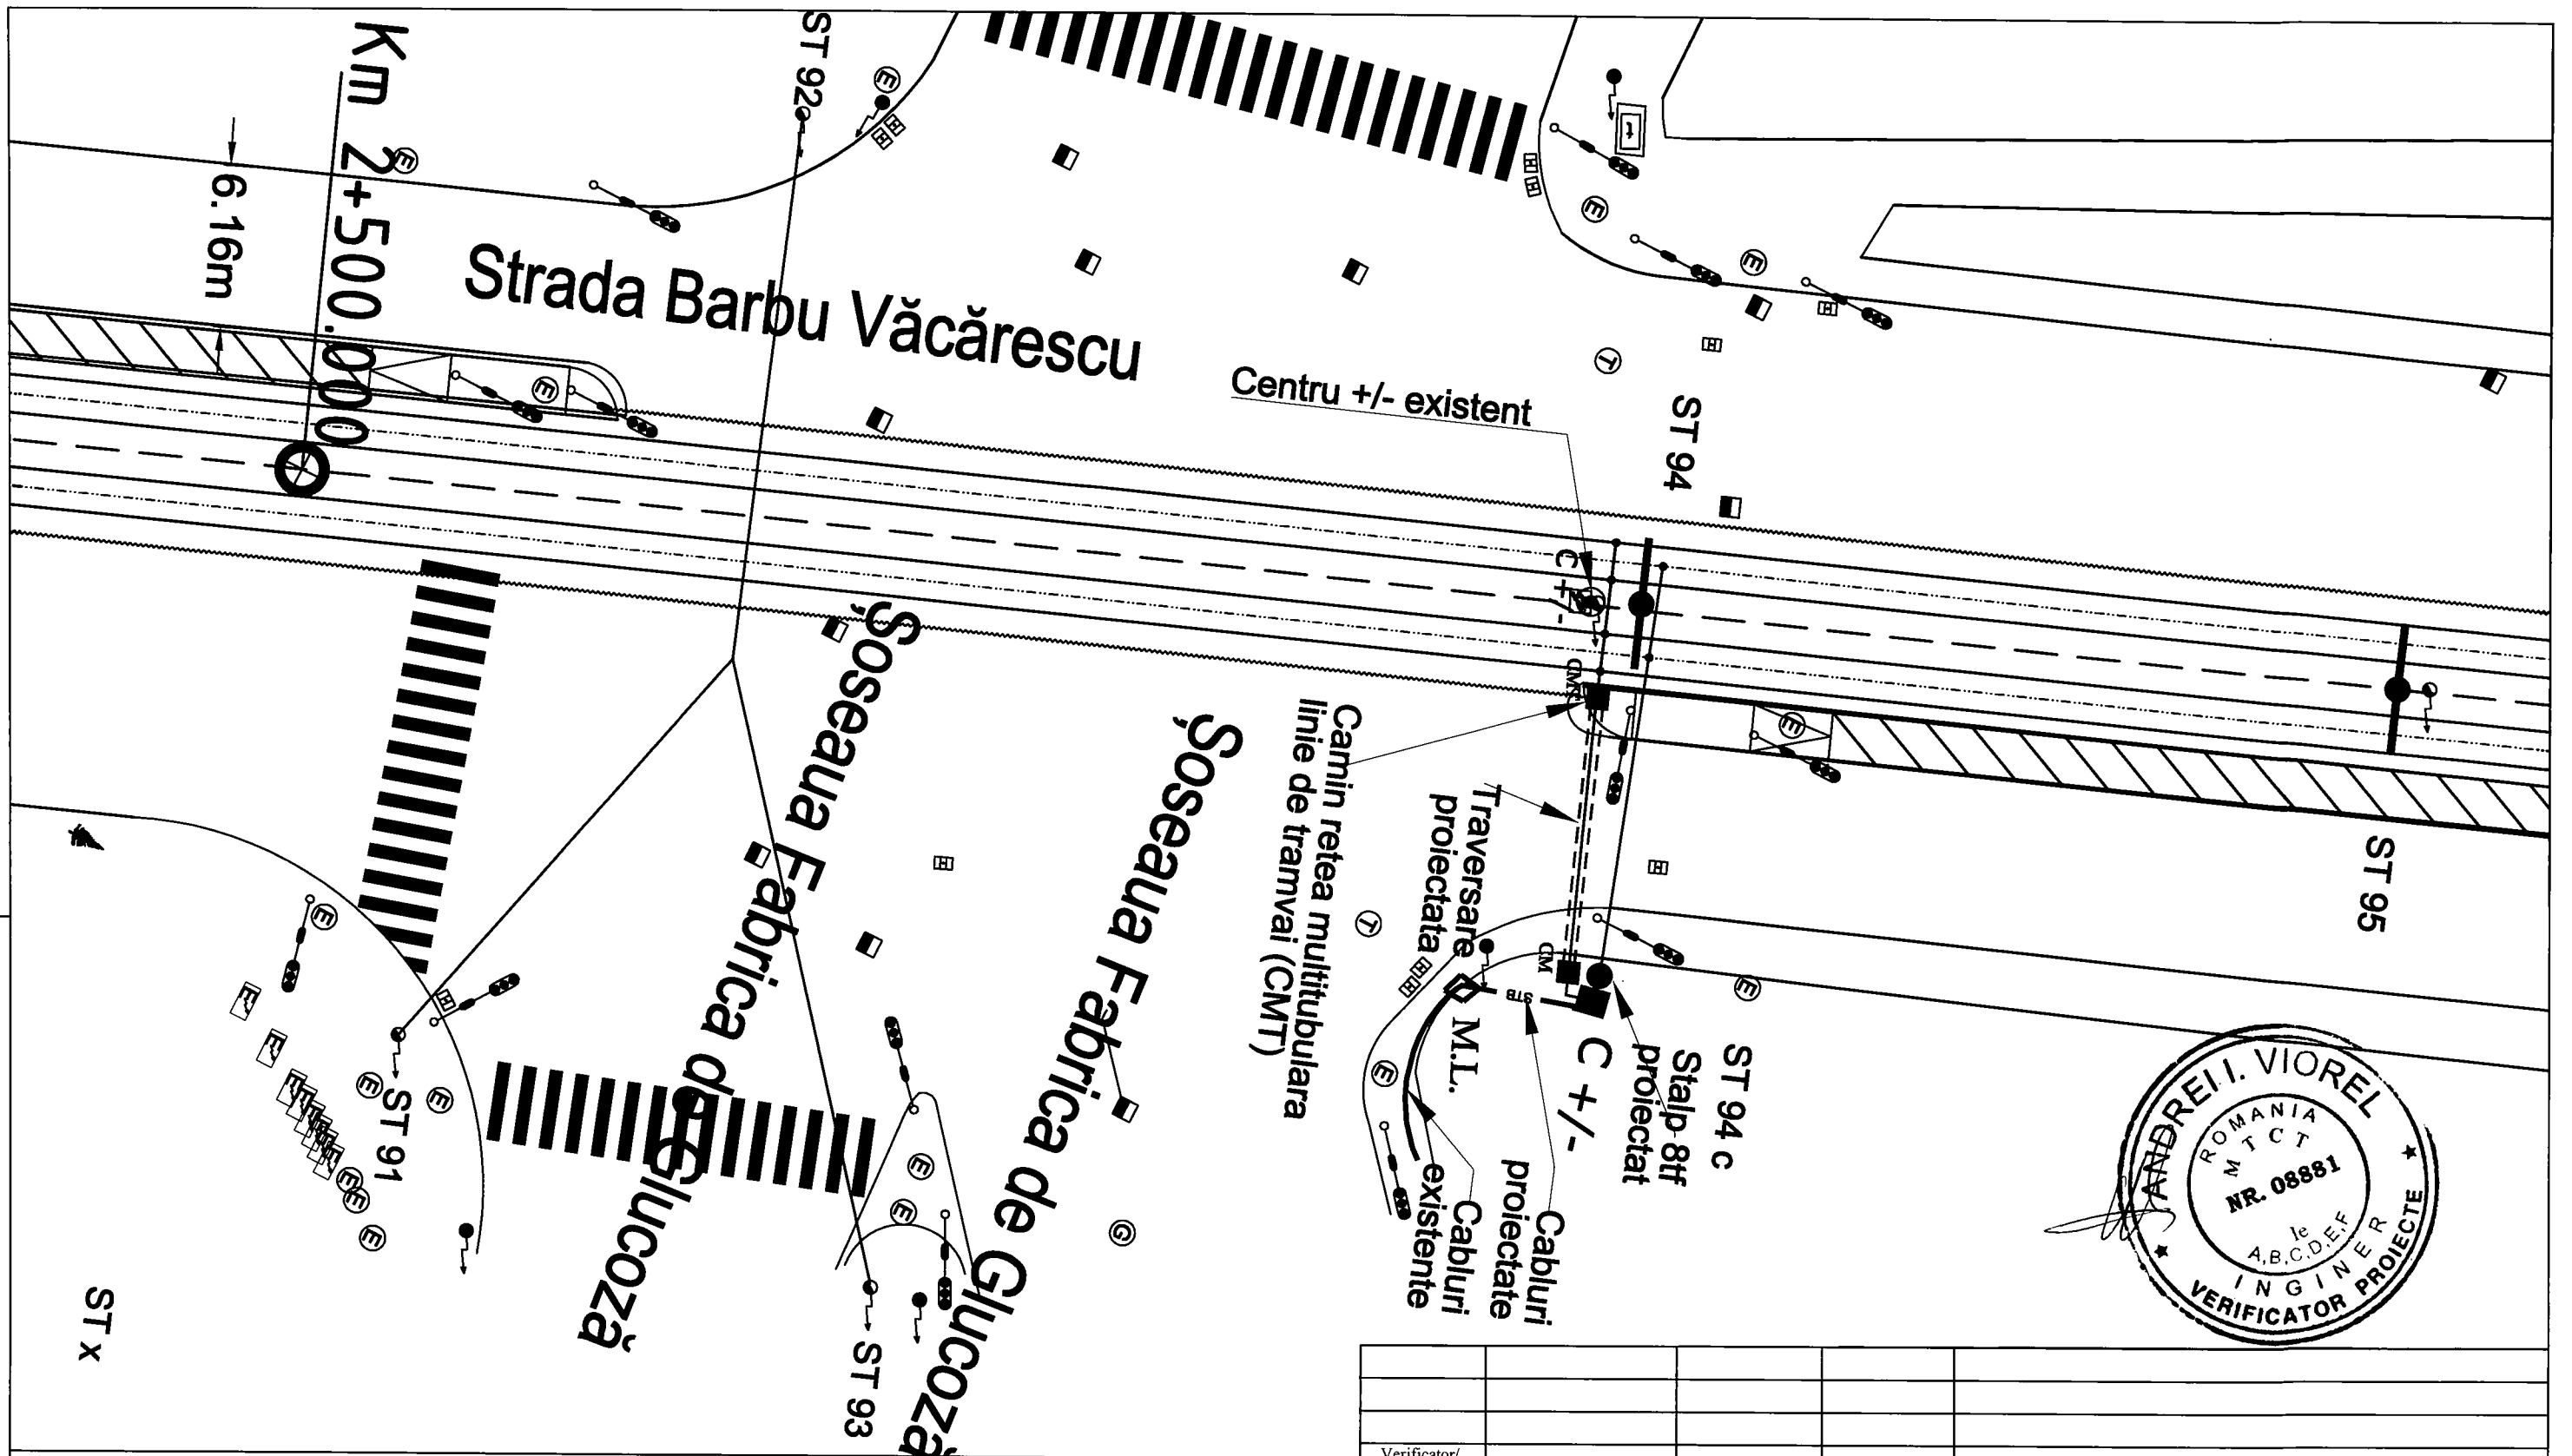 Km 2+500.000
6.16m
ST 92
Strada Barbu Văcărescu
Centru +/- existent
ST 94
C +/-
CMT
Camin retea multitubulara
linie de tramvai (CMT)
Traversare
proiectata
CM
STB
M.L.
C +/-
ST 94 c
Stalp 8tf
proiectat
Cabluri
proiectate
Cabluri
existente
ST 95
Șoseaua Fabrica de Glucoză
Șoseaua Fabrica de Glucoză
ST 91
ST 93
ST x
E
E
E
E
E
T
T
E
E
E
E
E
E
E
E
E
E
E
E
G
ANDREI I. VIOREL
ROMANIA
M T C T
NR. 08881
Ie
A,B,C,D,E,F
INGINER
VERIFICATOR PROIECTE
Verificator/